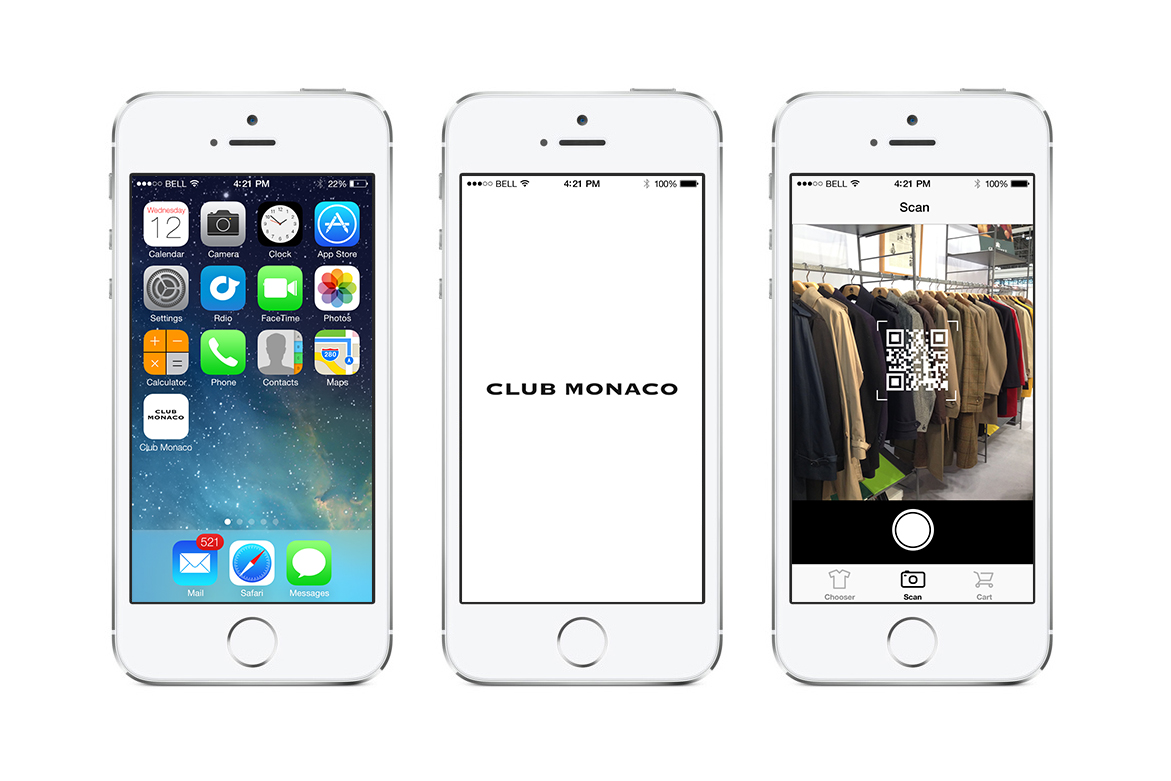 BELL 4:21 PM 22%
Wednesday
12
Calendar Camera Clock App Store
Settings Rdio FaceTime Photos
280
Calculator Phone Contacts Maps
CLUB
MONACO
Club Monaco
521
Mail Safari Messages
BELL 4:21 PM 100%
CLUB MONACO
BELL 4:21 PM 100%
Scan
Chooser Scan Cart